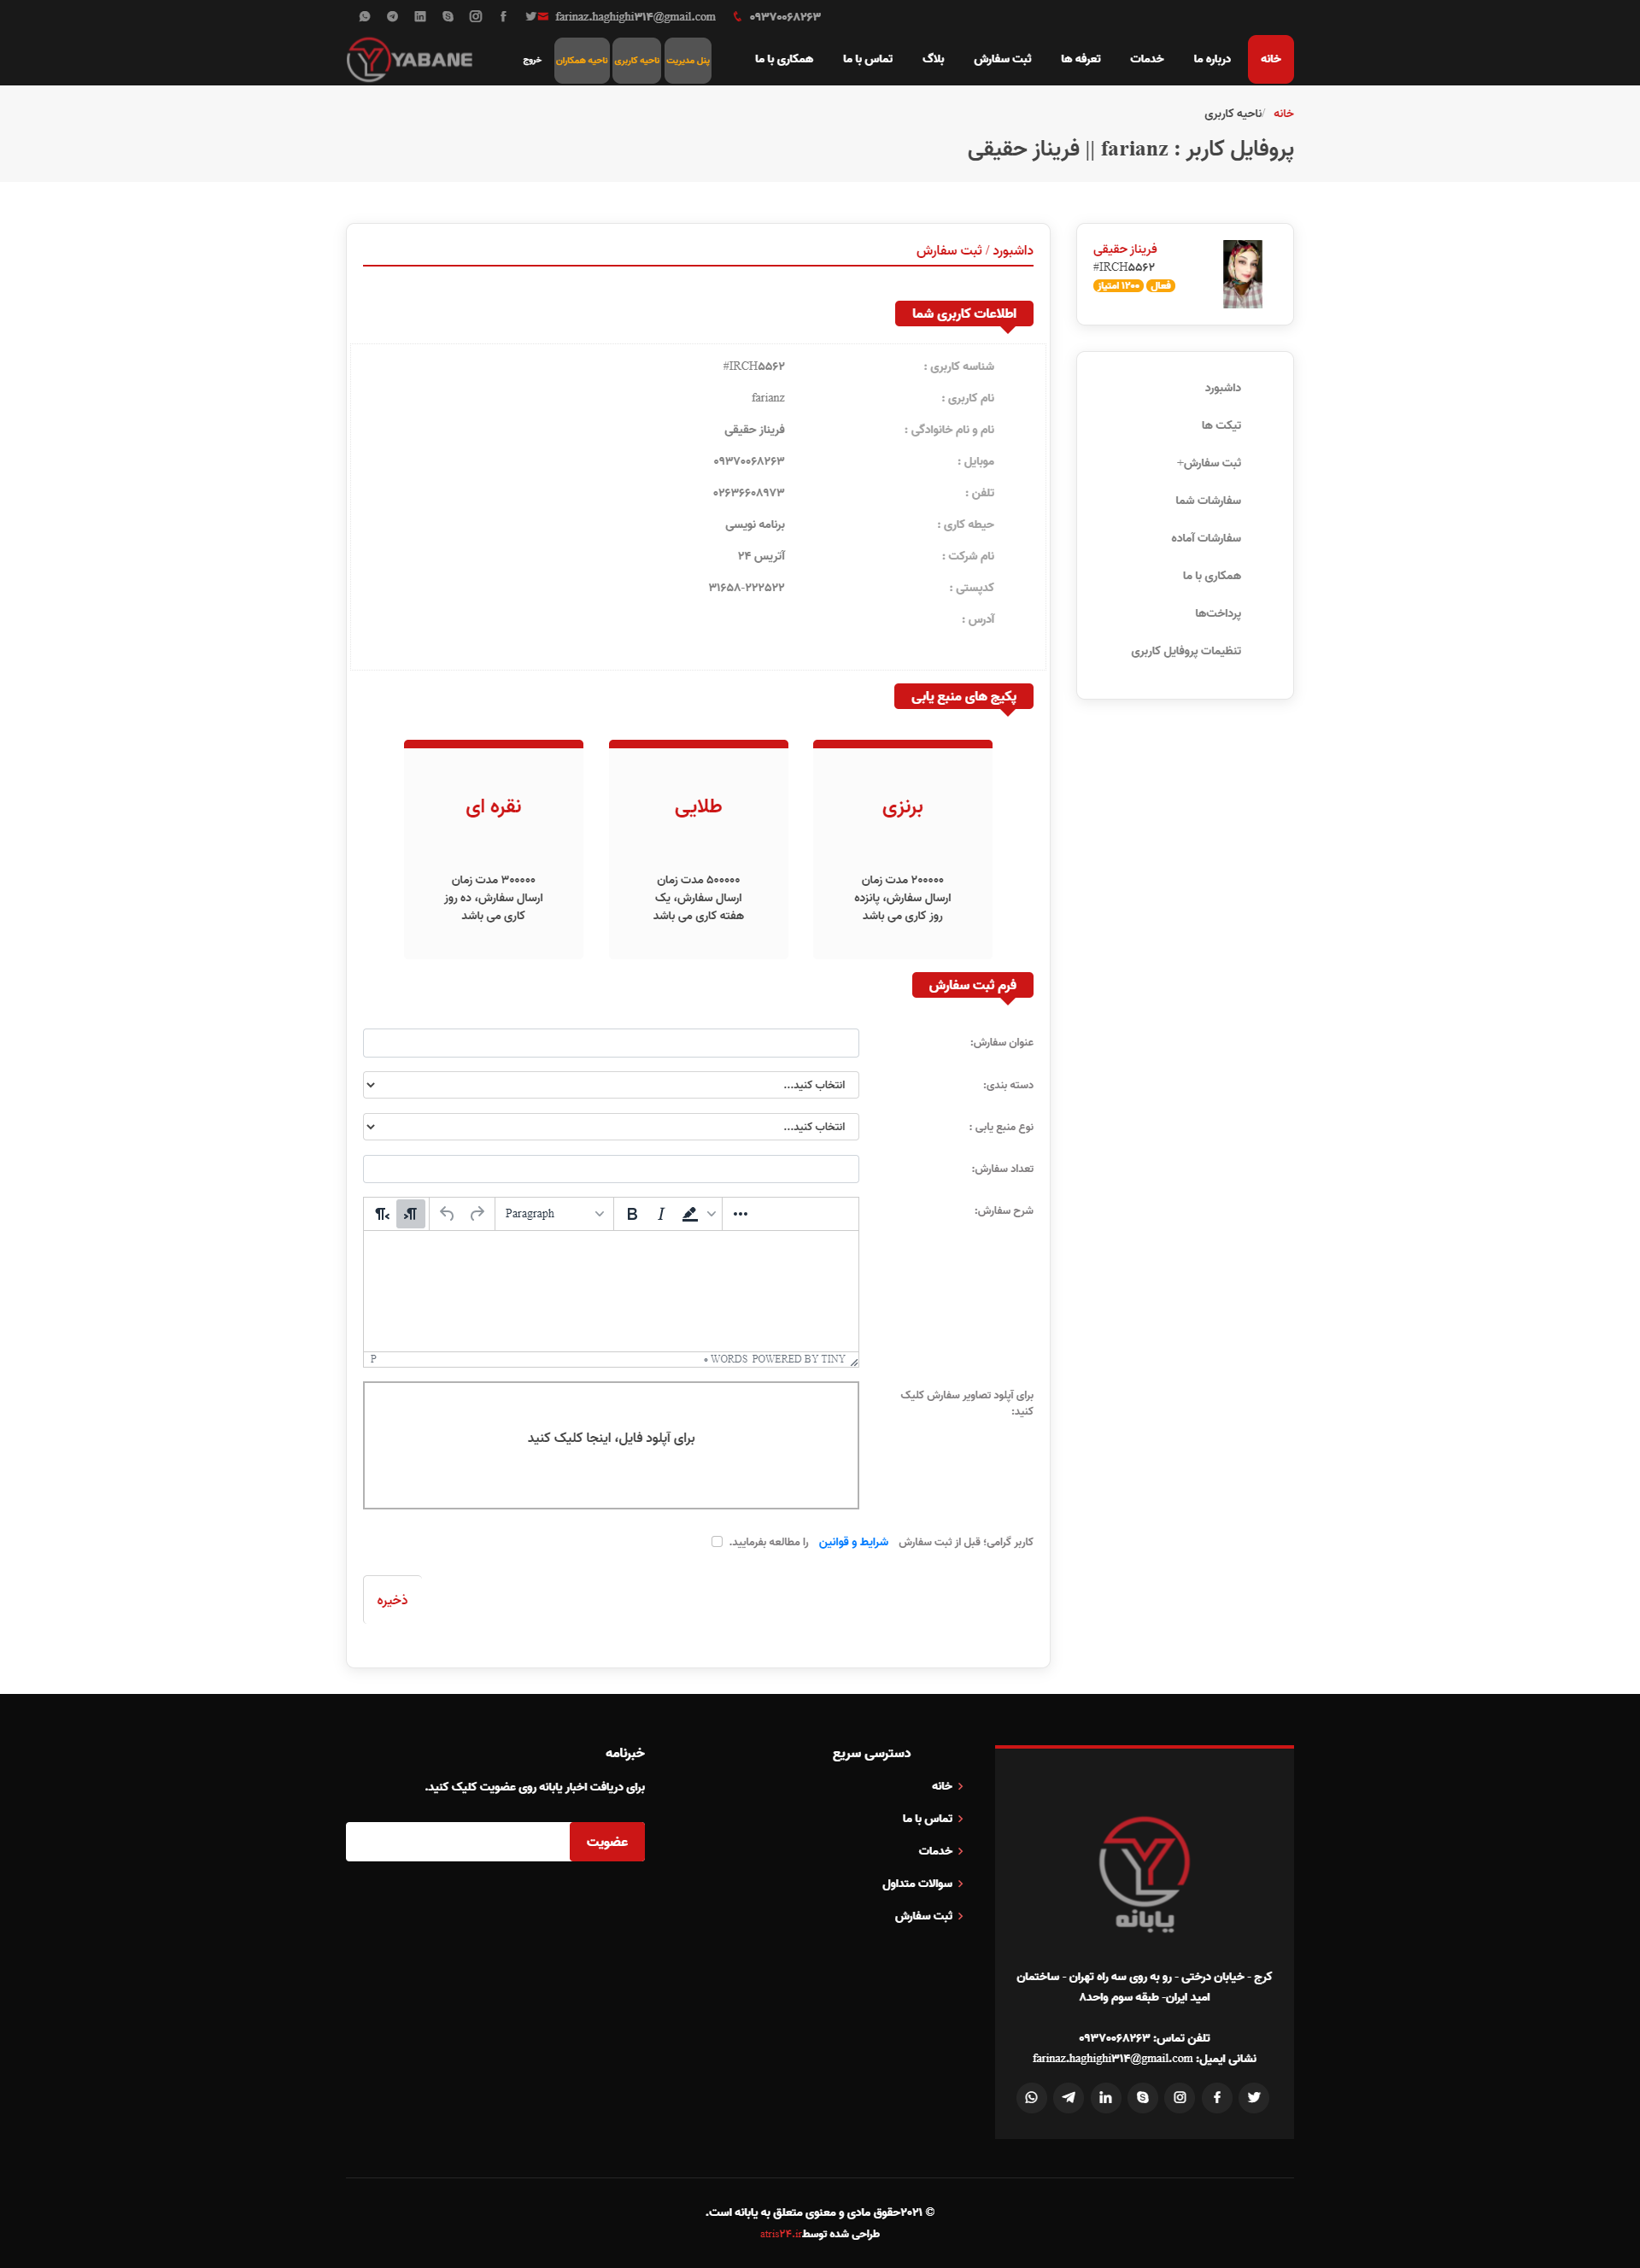 ۰۹۳۷۰۰۶۸۲۶۳ farinaz.haghighi۳۱۴@gmail.com
خانه درباره ما خدمات تعرفه ها ثبت سفارش بلاگ تماس با ما همکاری با ما پنل مدیریت ناحیه کاربری ناحیه همکاران خروج YABANE
خانه / ناحیه کاربری
پروفایل کاربر : farianz || فریناز حقیقی
فریناز حقیقی
#IRCH۵۵۶۲
فعال ۱۲۰۰ امتیاز
داشبورد
تیکت ها
ثبت سفارش+
سفارشات شما
سفارشات آماده
همکاری با ما
پرداخت‌ها
تنظیمات پروفایل کاربری
داشبورد / ثبت سفارش
اطلاعات کاربری شما
شناسه کاربری : #IRCH۵۵۶۲
نام کاربری : farianz
نام و نام خانوادگی : فریناز حقیقی
موبایل : ۰۹۳۷۰۰۶۸۲۶۳
تلفن : ۰۲۶۳۶۶۰۸۹۷۳
حیطه کاری : برنامه نویسی
نام شرکت : آتریس ۲۴
کدپستی : ۳۱۶۵۸-۲۲۲۵۲۲
آدرس :
پکیج های منبع یابی
برنزی
۲۰۰۰۰۰ مدت زمان
ارسال سفارش، پانزده
روز کاری می باشد
طلایی
۵۰۰۰۰۰ مدت زمان
ارسال سفارش، یک
هفته کاری می باشد
نقره ای
۳۰۰۰۰۰ مدت زمان
ارسال سفارش، ده روز
کاری می باشد
فرم ثبت سفارش
عنوان سفارش:
دسته بندی: انتخاب کنید...
نوع منبع یابی : انتخاب کنید...
تعداد سفارش:
شرح سفارش:
Paragraph
P ۰ WORDS POWERED BY TINY
برای آپلود تصاویر سفارش کلیک
کنید:
برای آپلود فایل، اینجا کلیک کنید
کاربر گرامی؛ قبل از ثبت سفارش شرایط و قوانین را مطالعه بفرمایید.
ذخیره
یابانه
کرج - خیابان درختی - رو به روی سه راه تهران - ساختمان
امید ایران- طبقه سوم واحد۸
تلفن تماس: ۰۹۳۷۰۰۶۸۲۶۳
نشانی ایمیل: farinaz.haghighi۳۱۴@gmail.com
دسترسی سریع
خانه
تماس با ما
خدمات
سوالات متداول
ثبت سفارش
خبرنامه
برای دریافت اخبار یابانه روی عضویت کلیک کنید.
عضویت
© ۲۰۲۱حقوق مادی و معنوی متعلق به یابانه است.
طراحی شده توسطatris۲۴.ir